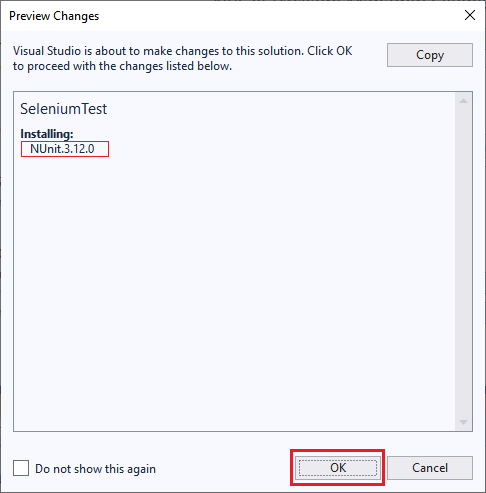 Preview Changes
Visual Studio is about to make changes to this solution. Click OK
to proceed with the changes listed below.
Copy
SeleniumTest
Installing:
NUnit.3.12.0
Do not show this again
OK
Cancel